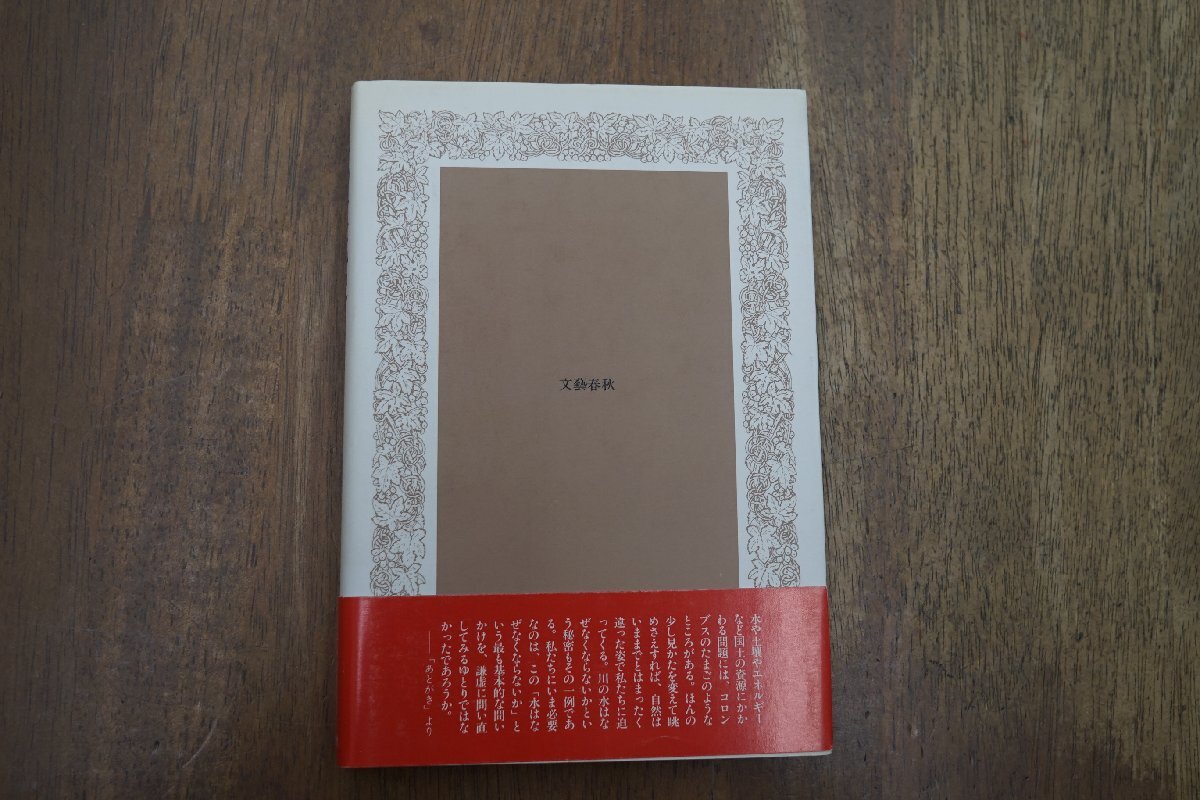 文藝春秋
水や土壌やエネルギー
など国土の資源にかか
わる問題には、コロン
ブスのたまごのような
ところがある。ほんの
少し見かたを変えて眺
めさえすれば、自然は
いままでとはまったく
違った姿で私たちに迫
ってくる。川の水はな
ぜなくならないかとい
う秘密もその一例であ
る。私たちにいま必要
なのは、この「水はな
ぜなくならないか」と
いう最も基本的な問い
かけを、謙虚に問い直
してみるゆとりではな
かったであろうか。
──「あとがき」より